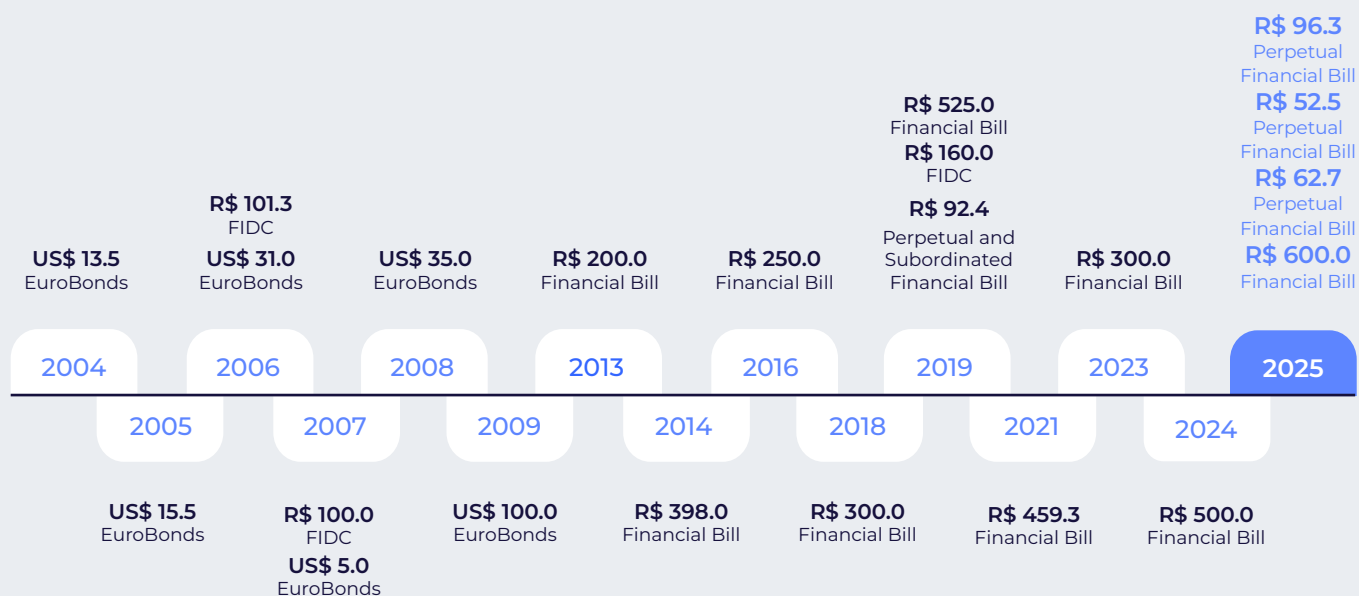 R$ 96.3
Perpetual
Financial Bill
R$ 52.5
Perpetual
Financial Bill
R$ 62.7
Perpetual
Financial Bill
R$ 600.0
Financial Bill
R$ 525.0
Financial Bill
R$ 160.0
FIDC
R$ 92.4
Perpetual and
Subordinated
Financial Bill
R$ 101.3
FIDC
US$ 31.0
EuroBonds
US$ 13.5
EuroBonds
US$ 35.0
EuroBonds
R$ 200.0
Financial Bill
R$ 250.0
Financial Bill
R$ 300.0
Financial Bill
2004
2006
2008
2013
2016
2019
2023
2025
2005
2007
2009
2014
2018
2021
2024
US$ 15.5
EuroBonds
R$ 100.0
FIDC
US$ 5.0
EuroBonds
US$ 100.0
EuroBonds
R$ 398.0
Financial Bill
R$ 300.0
Financial Bill
R$ 459.3
Financial Bill
R$ 500.0
Financial Bill